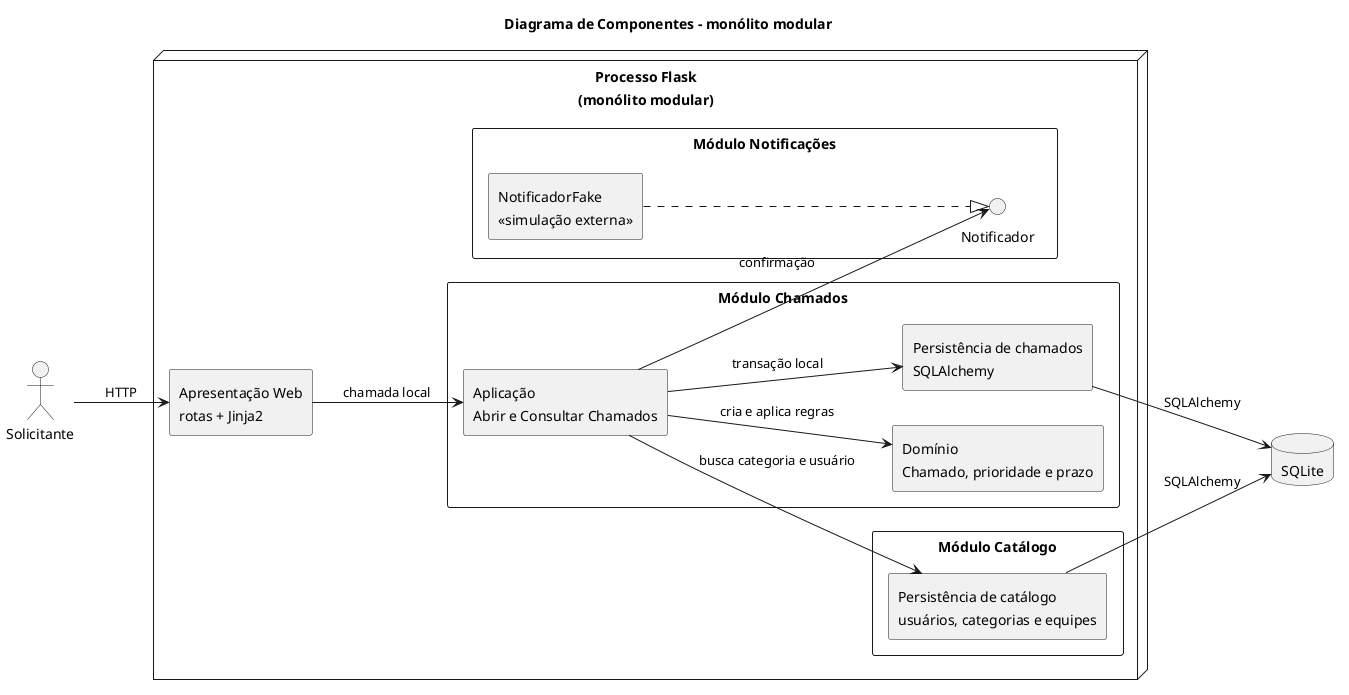 Diagrama de Componentes - monólito modular
Processo Flask
(monólito modular)
Módulo Notificações
NotificadorFake
«simulação externa»
Notificador
confirmação
Módulo Chamados
Solicitante
HTTP
Apresentação Web
rotas + Jinja2
chamada local
Aplicação
Abrir e Consultar Chamados
transação local
Persistência de chamados
SQLAlchemy
cria e aplica regras
Domínio
Chamado, prioridade e prazo
busca categoria e usuário
Módulo Catálogo
Persistência de catálogo
usuários, categorias e equipes
SQLAlchemy
SQLAlchemy
SQLite